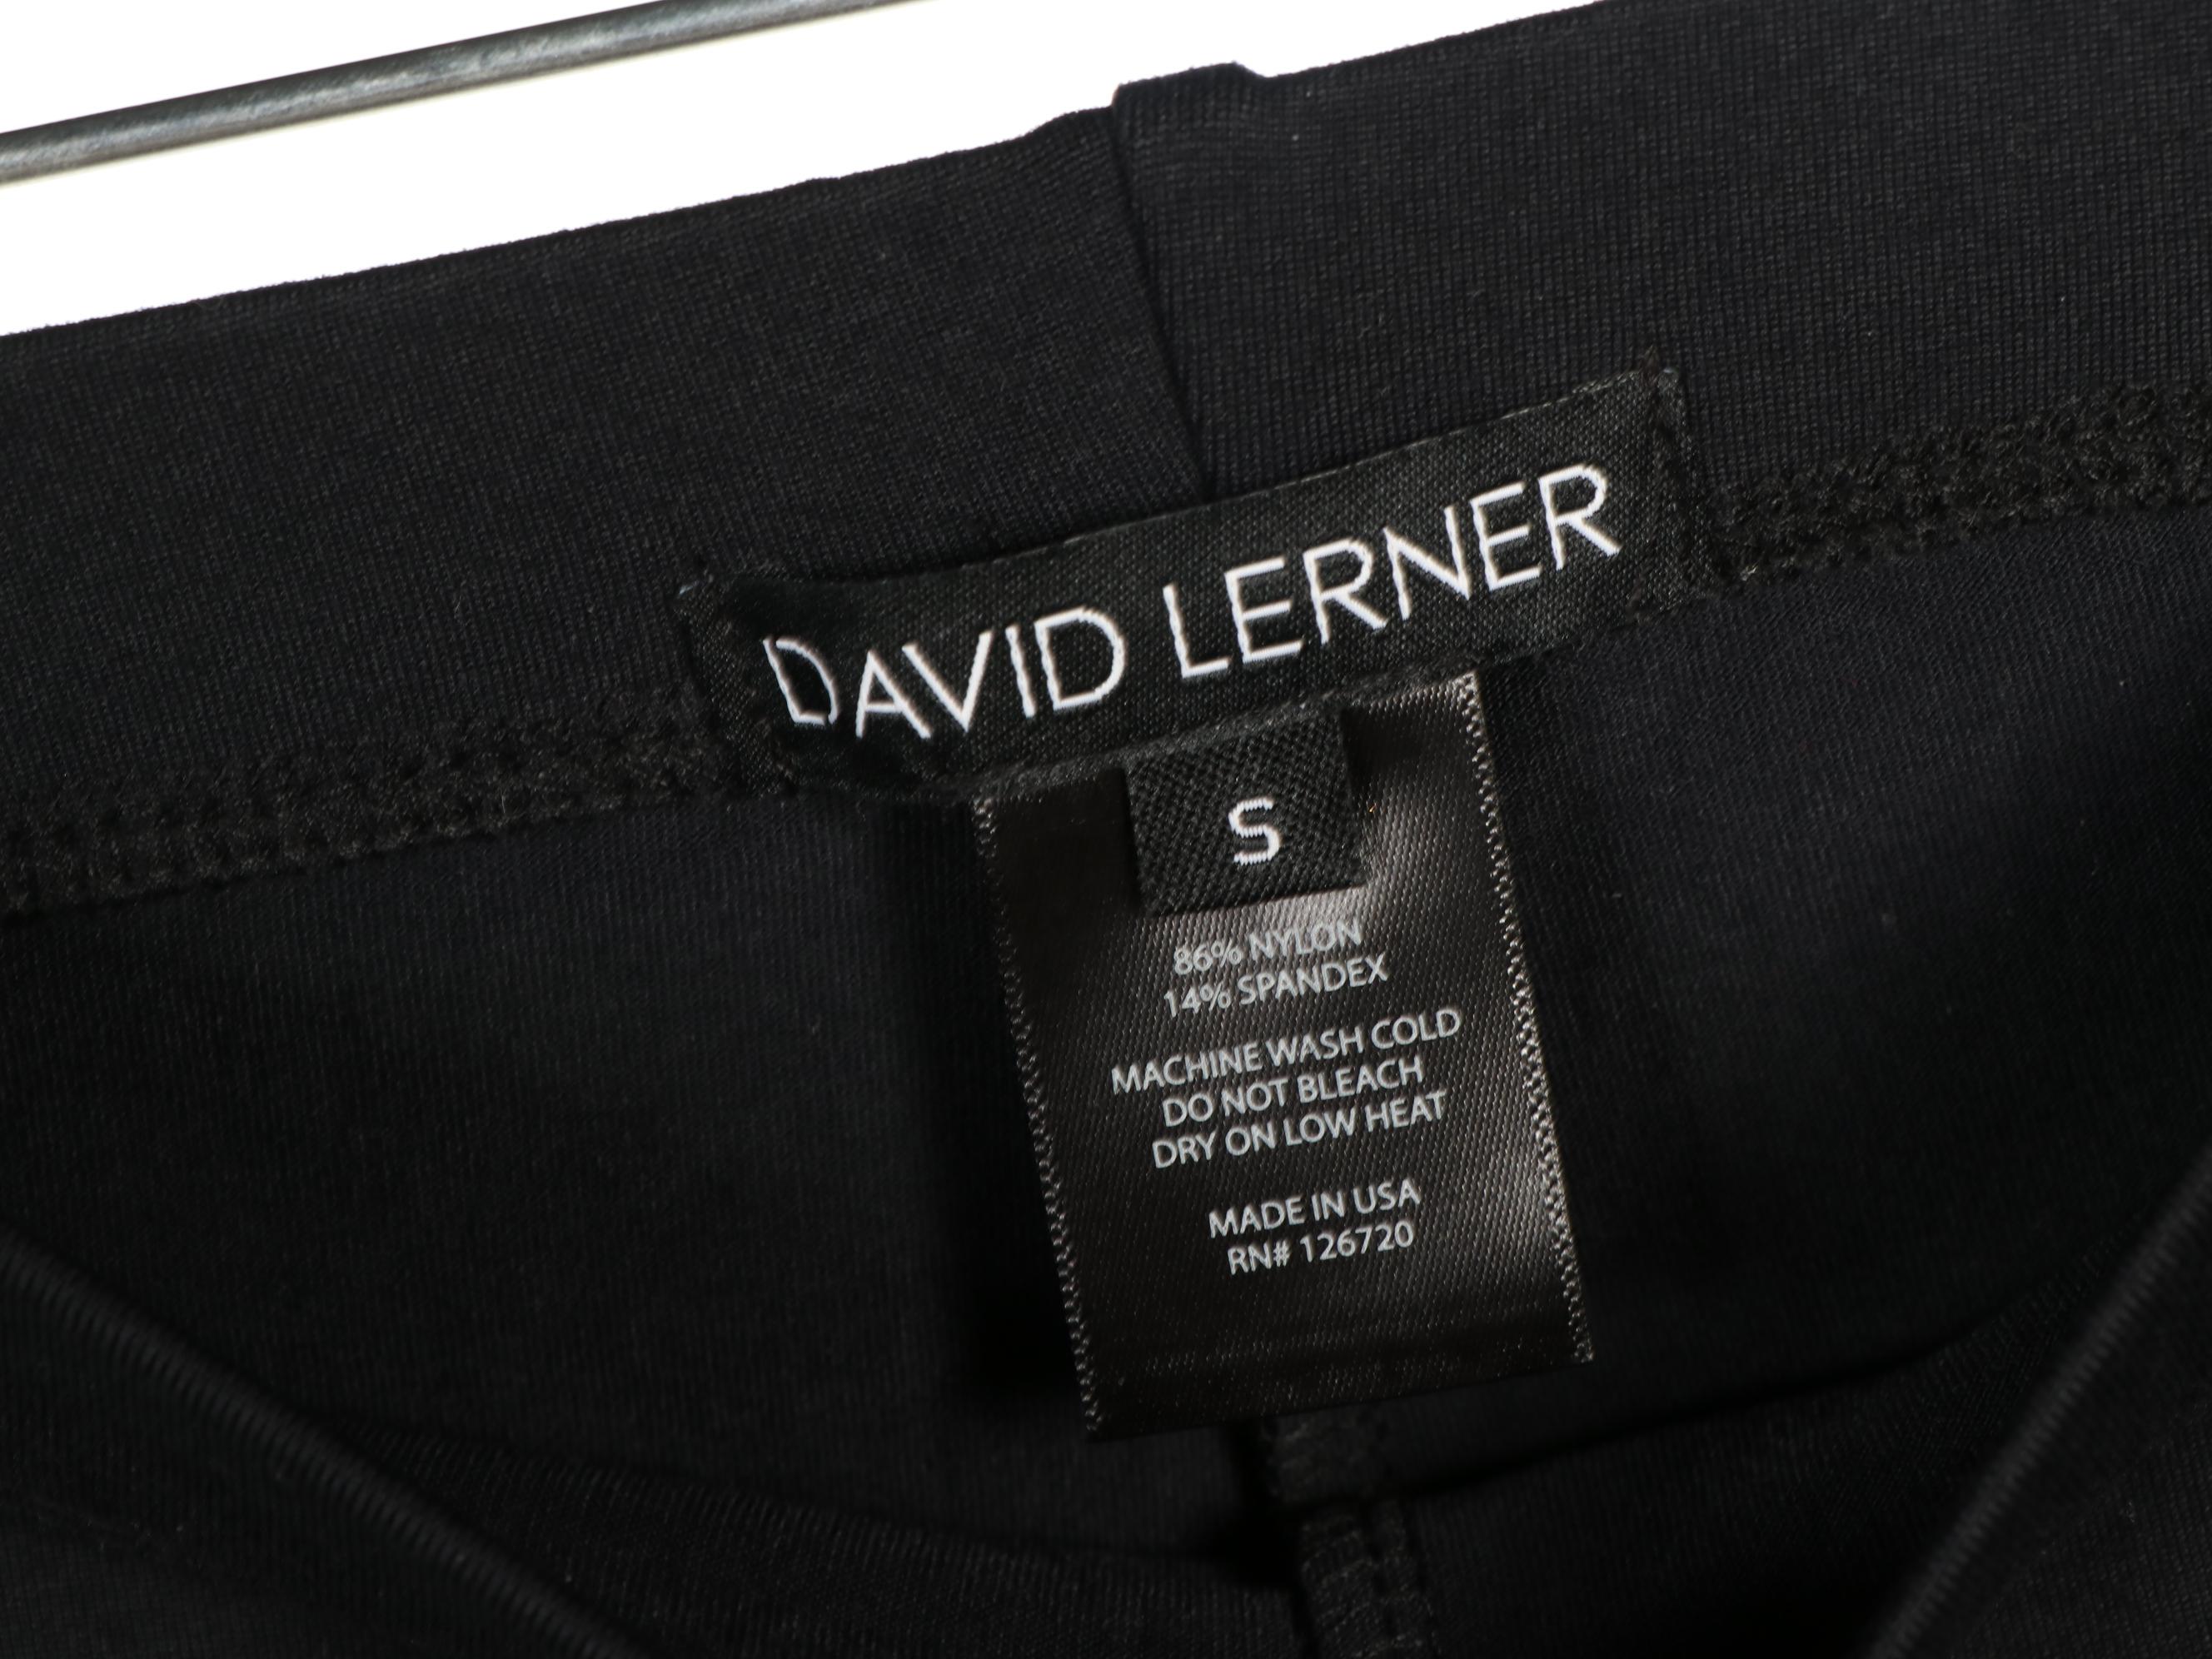 DAVID LERNER
S
86% NYLON
14% SPANDEX
MACHINE WASH COLD
DO NOT BLEACH
DRY ON LOW HEAT
MADE IN USA
RN# 126720